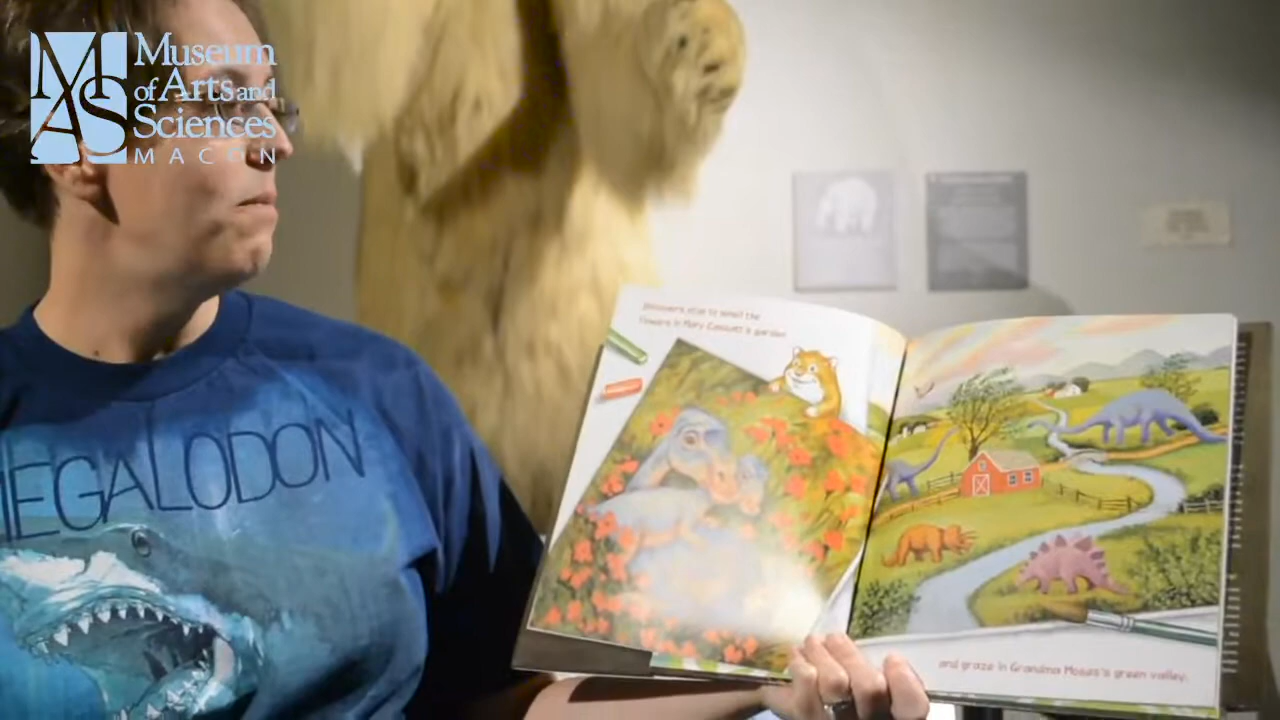 Museum
of Arts and
Sciences
MACON
MAS
MEGALODON
Dinosaurs stop to smell the
flowers in Mary Cassatt's garden
and graze in Grandma Moses's green valley.